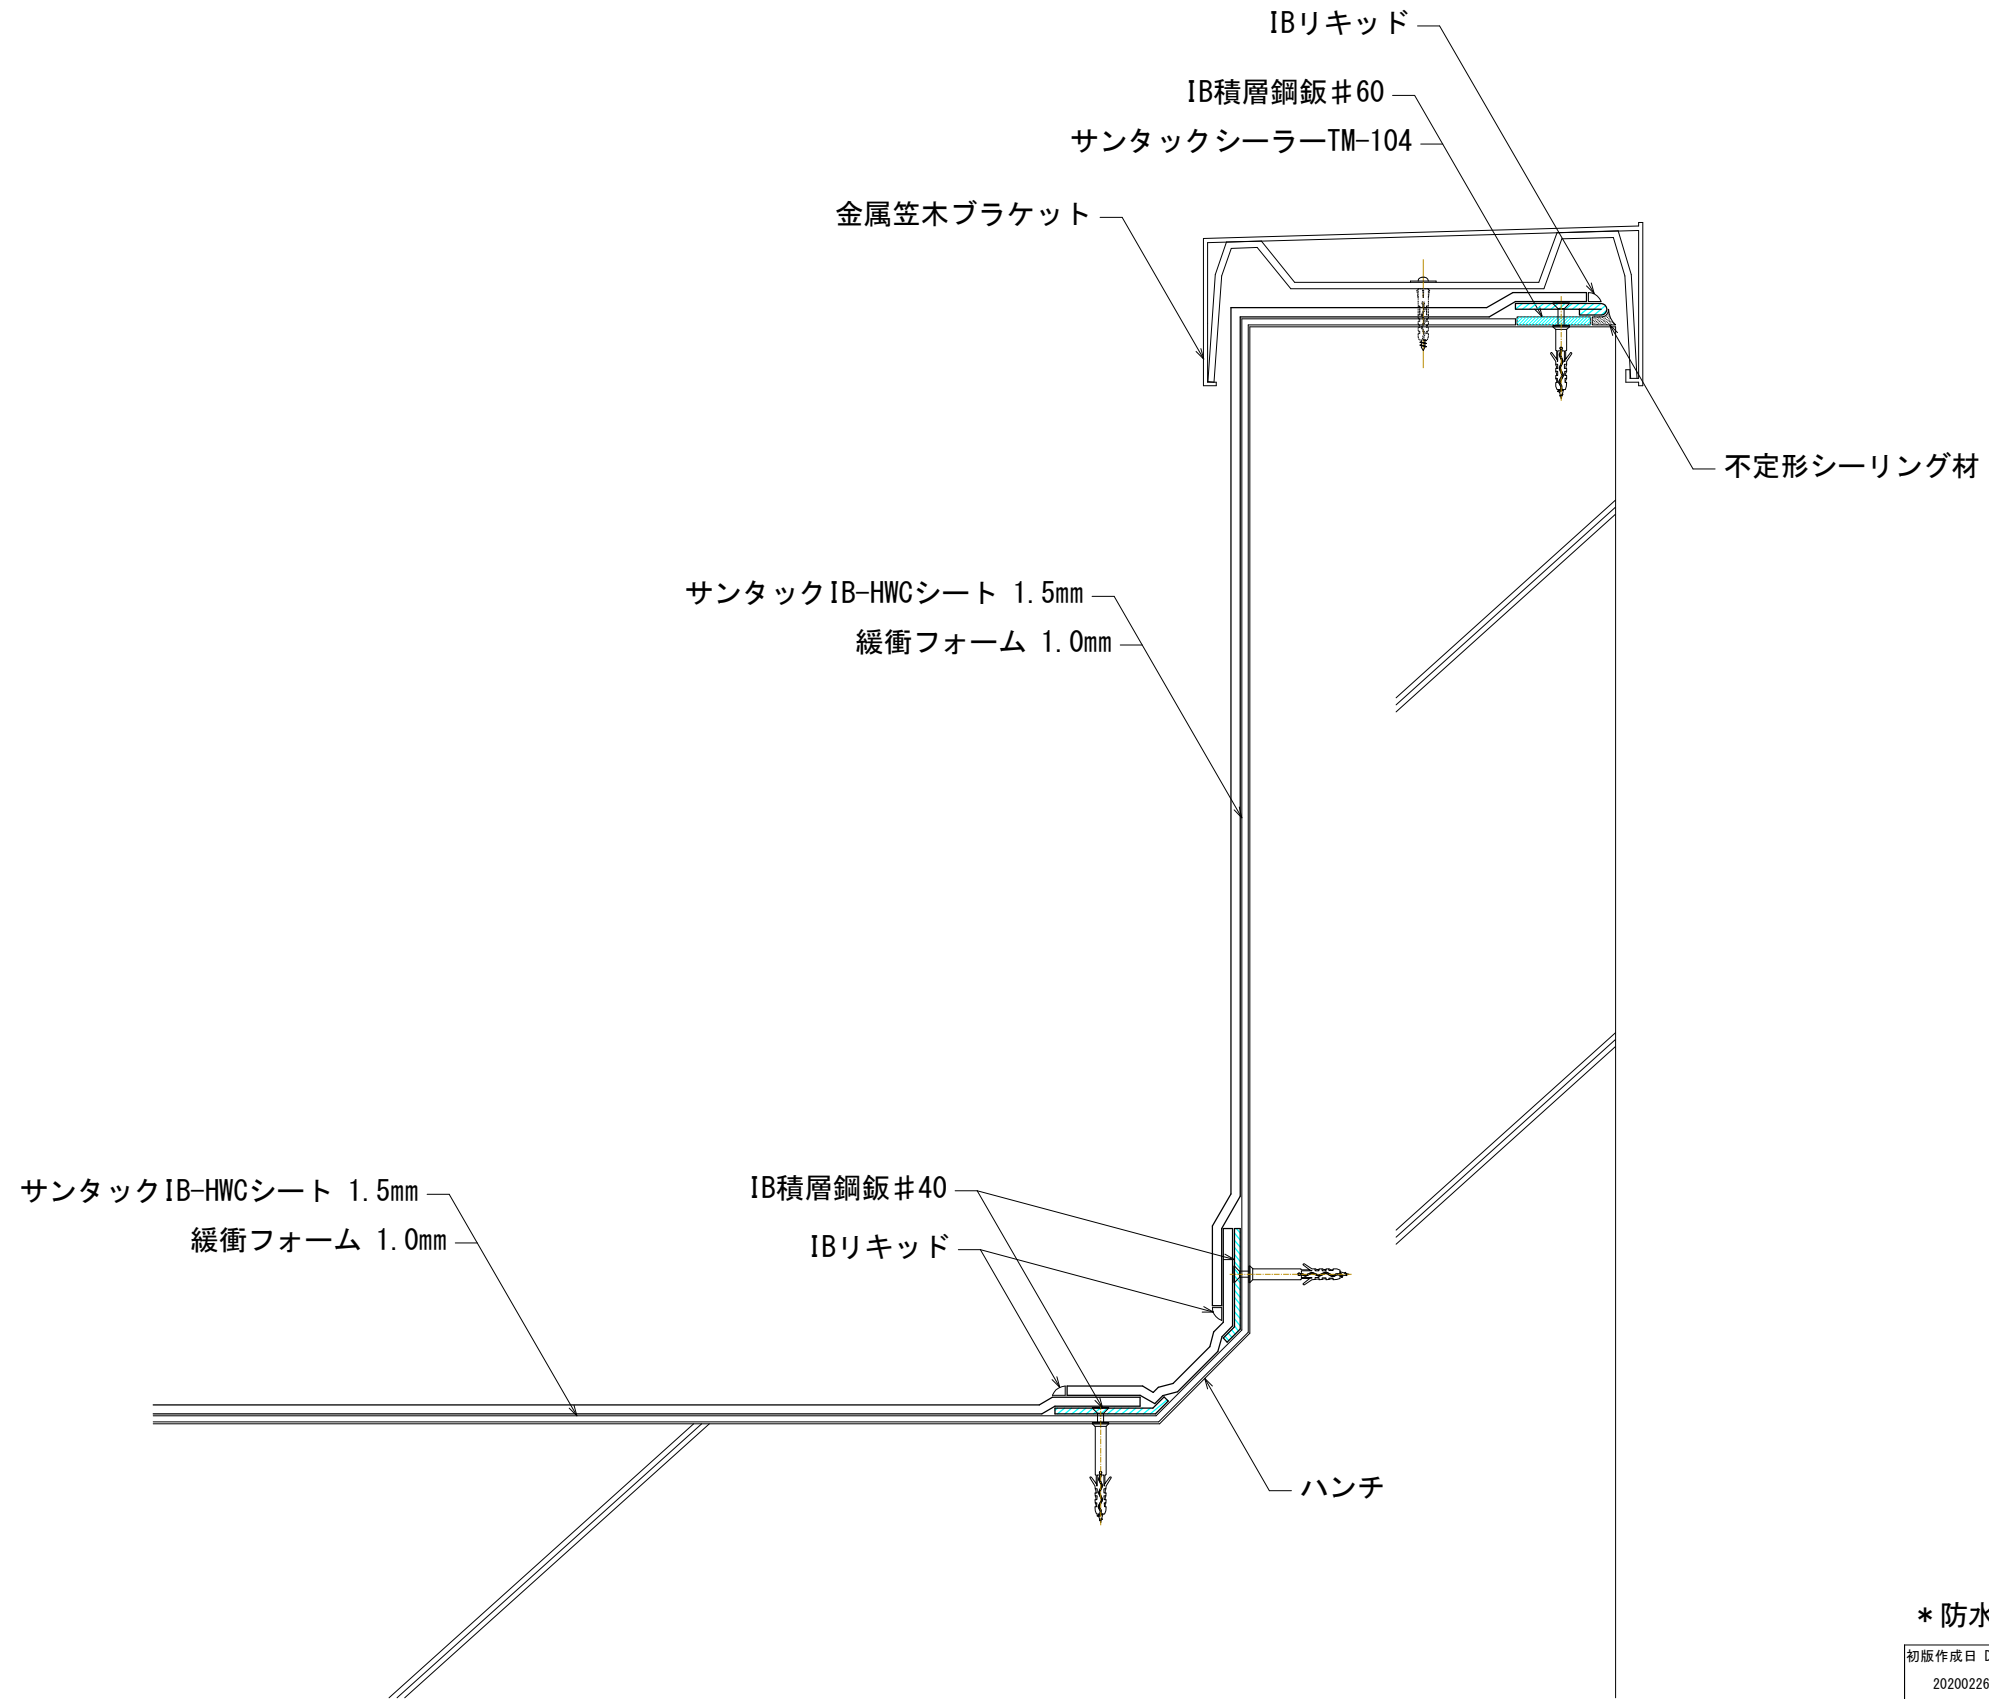 IBリキッド
IB積層鋼鈑♯60
サンタックシーラーTM-104
金属笠木ブラケット
不定形シーリング材
サンタックIB-HWCシート 1.5mm
緩衝フォーム 1.0mm
サンタックIB-HWCシート 1.5mm
緩衝フォーム 1.0mm
IB積層鋼鈑♯40
IBリキッド
ハンチ
*防水
初版作成日 D
20200226